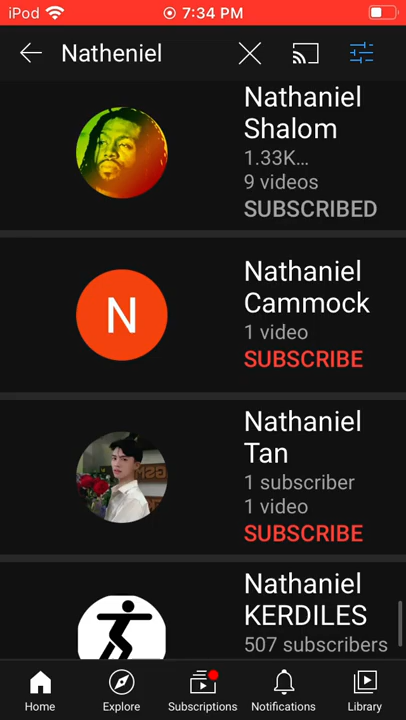 iPod 7:34 PM
Natheniel
Nathaniel
Shalom
1.33K...
9 videos
SUBSCRIBED
N
Nathaniel
Cammock
1 video
SUBSCRIBE
Nathaniel
Tan
1 subscriber
1 video
SUBSCRIBE
Nathaniel
KERDILES
507 subscribers
Home Explore Subscriptions Notifications Library